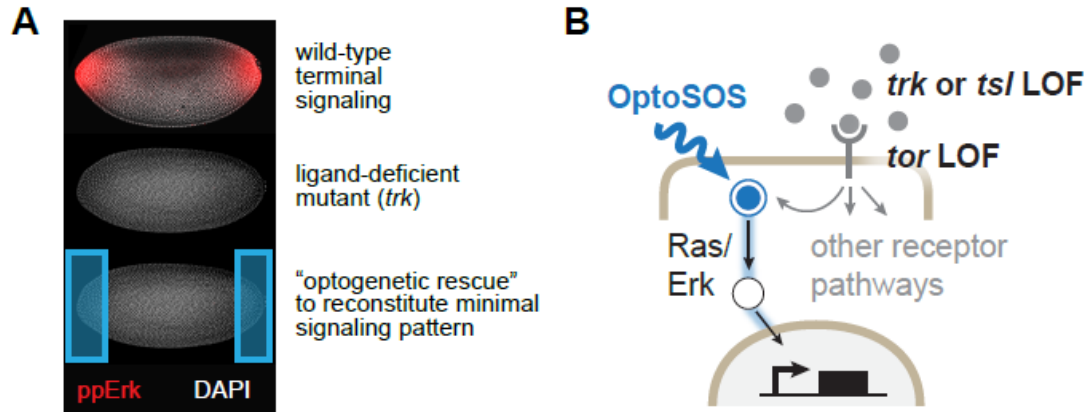 A
wild-type
terminal
signaling
ligand-deficient
mutant (trk)
“optogenetic rescue”
to reconstitute minimal
signaling pattern
ppErk DAPI
B
OptoSOS
trk or tsl LOF
tor LOF
Ras/
Erk
other receptor
pathways